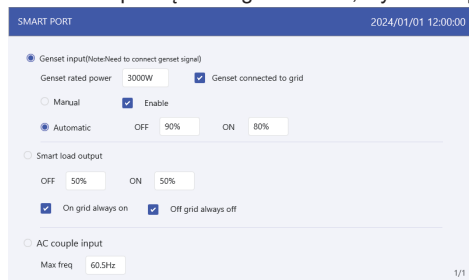 SMART PORT 2024/01/01 12:00:00
Genset input(Note:Need to connect genset signal)
Genset rated power 3000W Genset connected to grid
Manual Enable
Automatic OFF 90% ON 80%
Smart load output
OFF 50% ON 50%
On grid always on Off grid always off
AC couple input
Max freq 60.5Hz
1/1